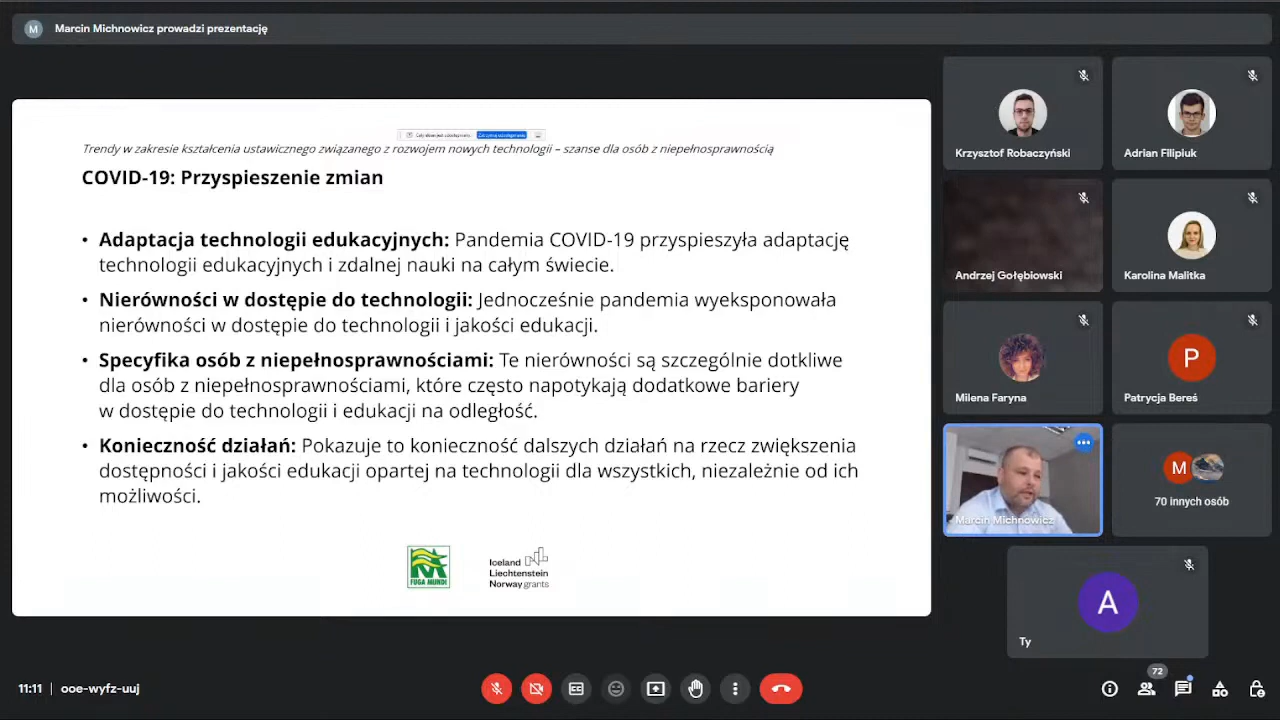 M
Marcin Michnowicz prowadzi prezentację
Trendy w zakresie kształcenia ustawicznego związanego z rozwojem nowych technologii – szanse dla osób z niepełnosprawnością
COVID-19: Przyspieszenie zmian
• Adaptacja technologii edukacyjnych: Pandemia COVID-19 przyspieszyła adaptację
technologii edukacyjnych i zdalnej nauki na całym świecie.
• Nierówności w dostępie do technologii: Jednocześnie pandemia wyeksponowała
nierówności w dostępie do technologii i jakości edukacji.
• Specyfika osób z niepełnosprawnościami: Te nierówności są szczególnie dotkliwe
dla osób z niepełnosprawnościami, które często napotykają dodatkowe bariery
w dostępie do technologii i edukacji na odległość.
• Konieczność działań: Pokazuje to konieczność dalszych działań na rzecz zwiększenia
dostępności i jakości edukacji opartej na technologii dla wszystkich, niezależnie od ich
możliwości.
FUGA MUNDI
Iceland
Liechtenstein
Norway grants
Krzysztof Robaczyński
Adrian Filipiuk
Andrzej Gołębiowski
Karolina Malitka
Milena Faryna
P
Patrycja Bereś
Marcin Michnowicz
M
70 innych osób
A
Ty
11:11 | ooe-wyfz-uuj
72